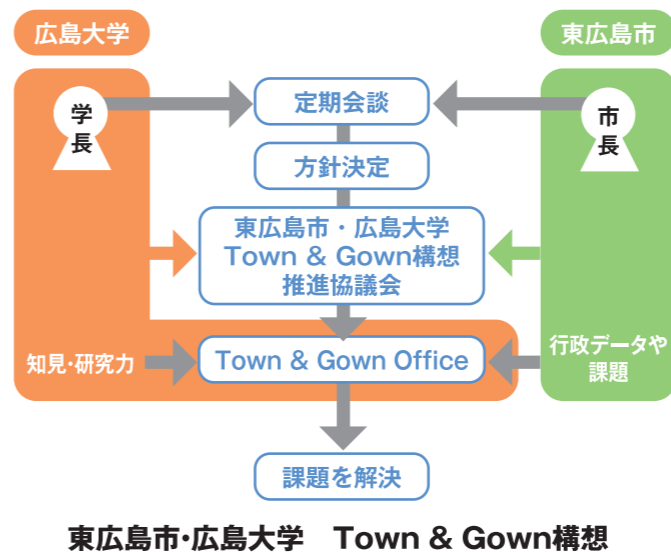 広島大学
東広島市
学長
定期会談
市長
方針決定
東広島市・広島大学
Town & Gown構想
推進協議会
知見・研究力
Town & Gown Office
行政データや
課題
課題を解決
東広島市・広島大学　Town & Gown構想